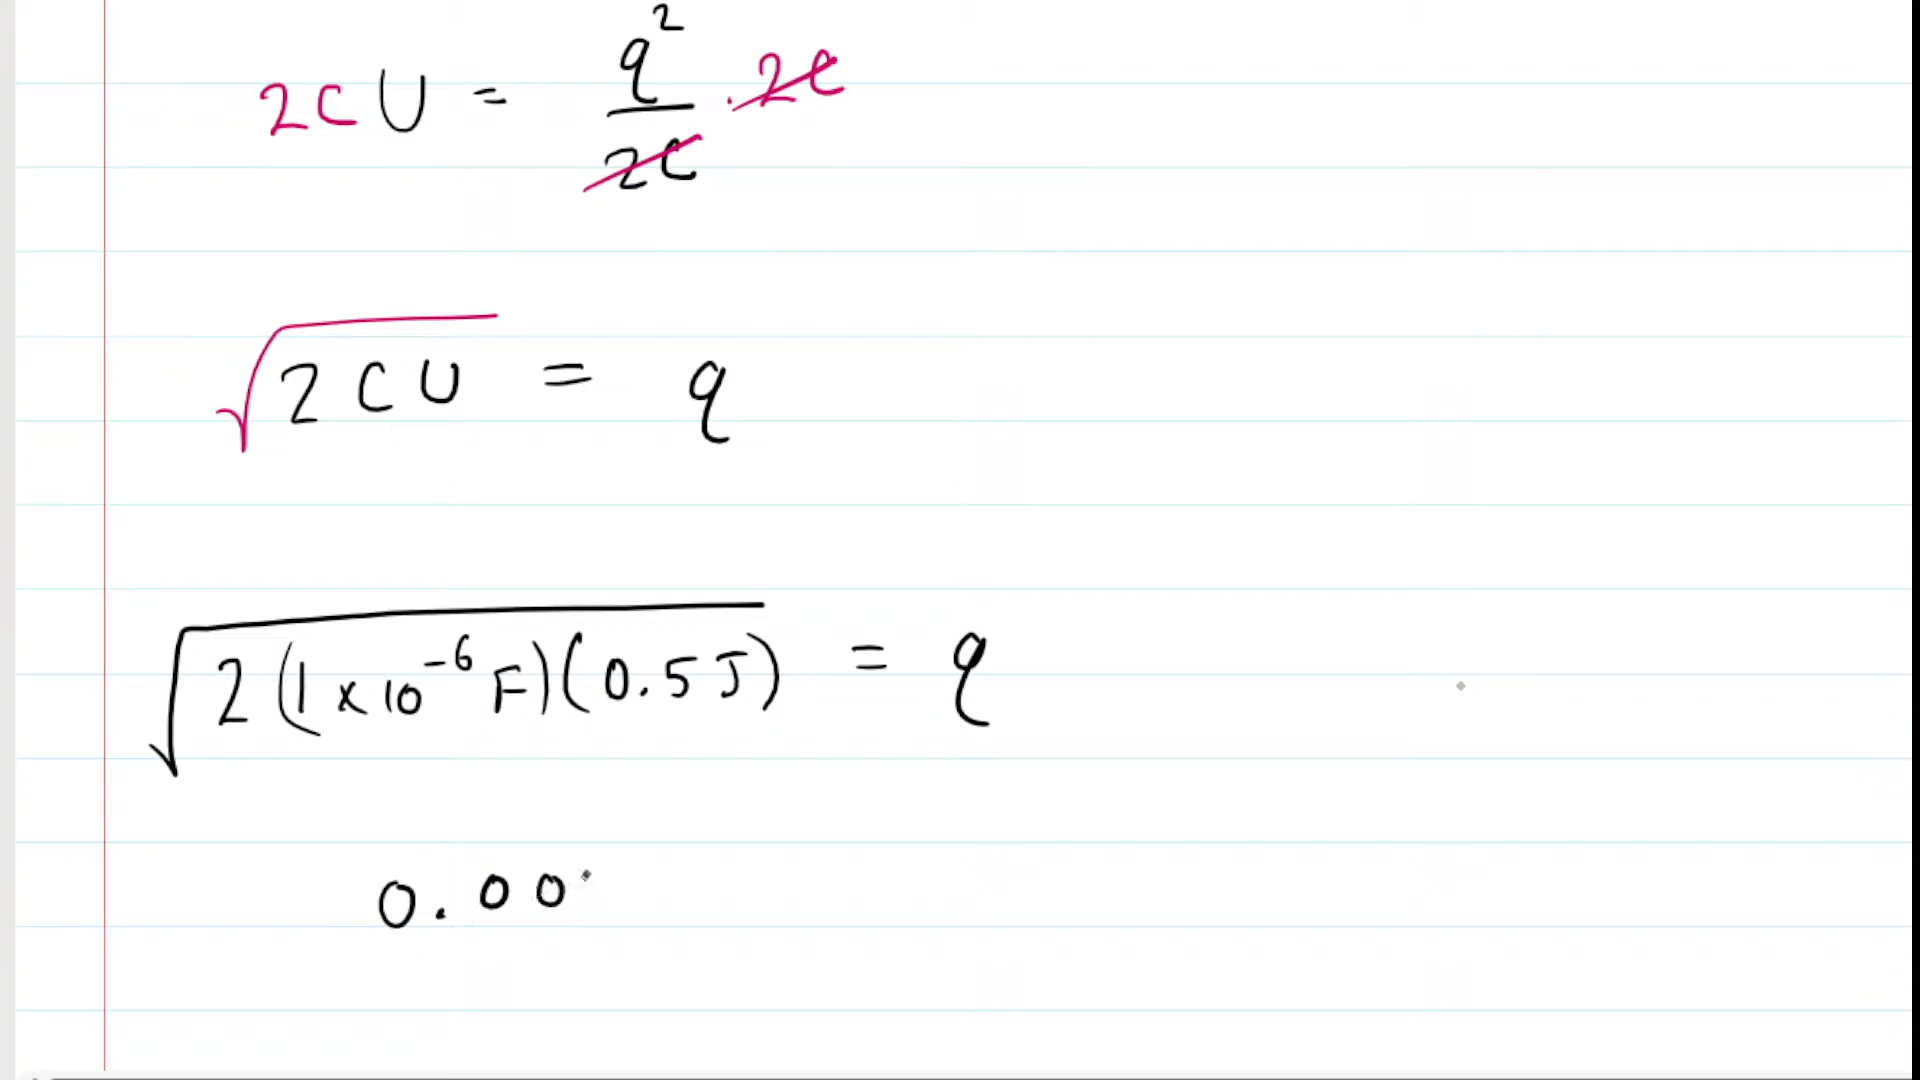 2CU = q²/2C · 2C
√2CU = q
√2(1×10⁻⁶F)(0.5J) = q
0.00